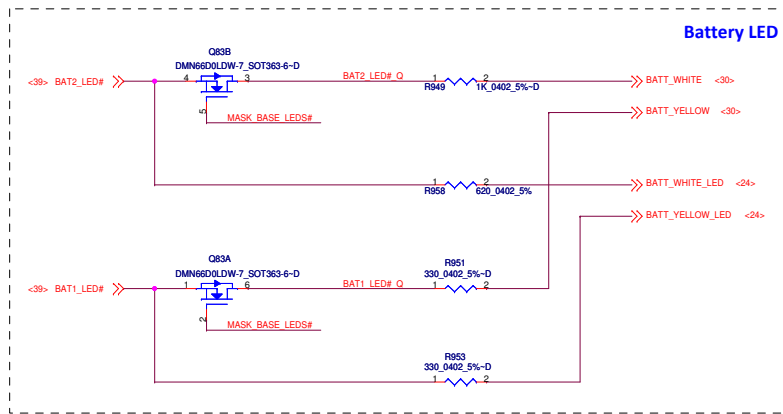 Battery LED
Q83B
DMN66D0LDW-7_SOT363-6~D
<39> BAT2_LED#
4
3
BAT2_LED#_Q
1
2
R949
1K_0402_5%~D
BATT_WHITE <30>
5
MASK_BASE_LEDS#
BATT_YELLOW <30>
1
2
R958
620_0402_5%
BATT_WHITE_LED <24>
BATT_YELLOW_LED <24>
Q83A
DMN66D0LDW-7_SOT363-6~D
<39> BAT1_LED#
1
6
BAT1_LED#_Q
R951
330_0402_5%~D
1
2
2
MASK_BASE_LEDS#
R953
330_0402_5%~D
1
2